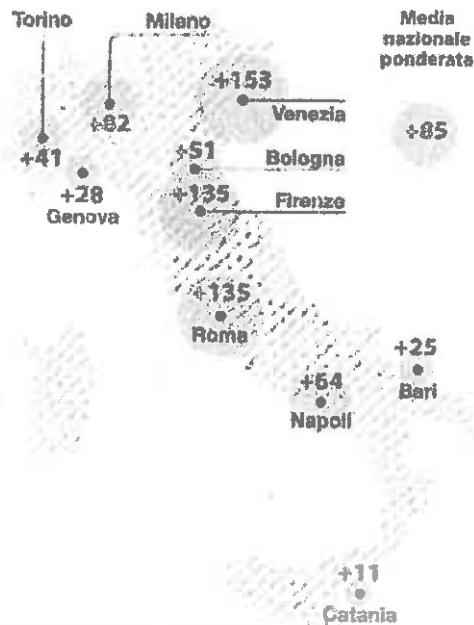 Torino
Milano
Media
nazionale
ponderata
+153
Venezia
+82
+85
+41
+51
Bologna
+28
Genova
+135
Firenze
+135
Roma
+25
Bari
+64
Napoli
+11
Catania